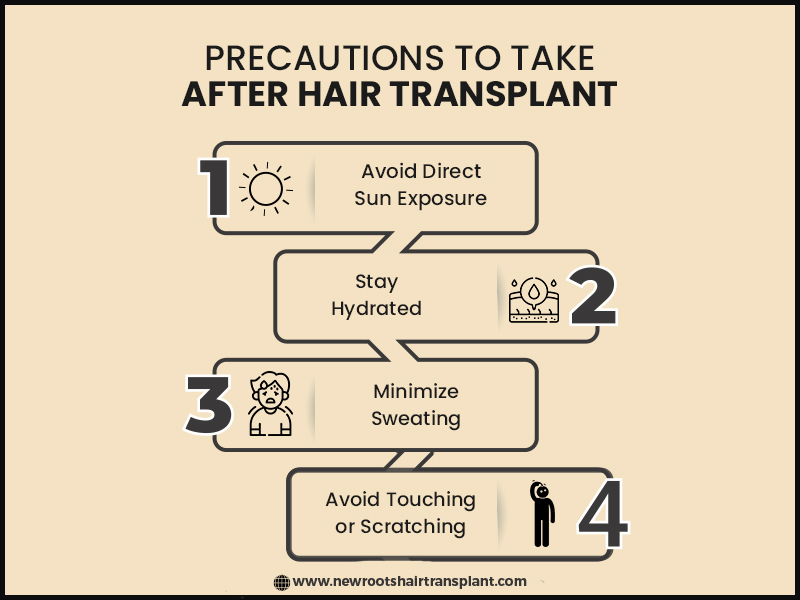 PRECAUTIONS TO TAKE
AFTER HAIR TRANSPLANT
1
Avoid Direct
Sun Exposure
Stay
Hydrated
2
3
Minimize
Sweating
Avoid Touching
or Scratching
4
www.newrootshairtransplant.com